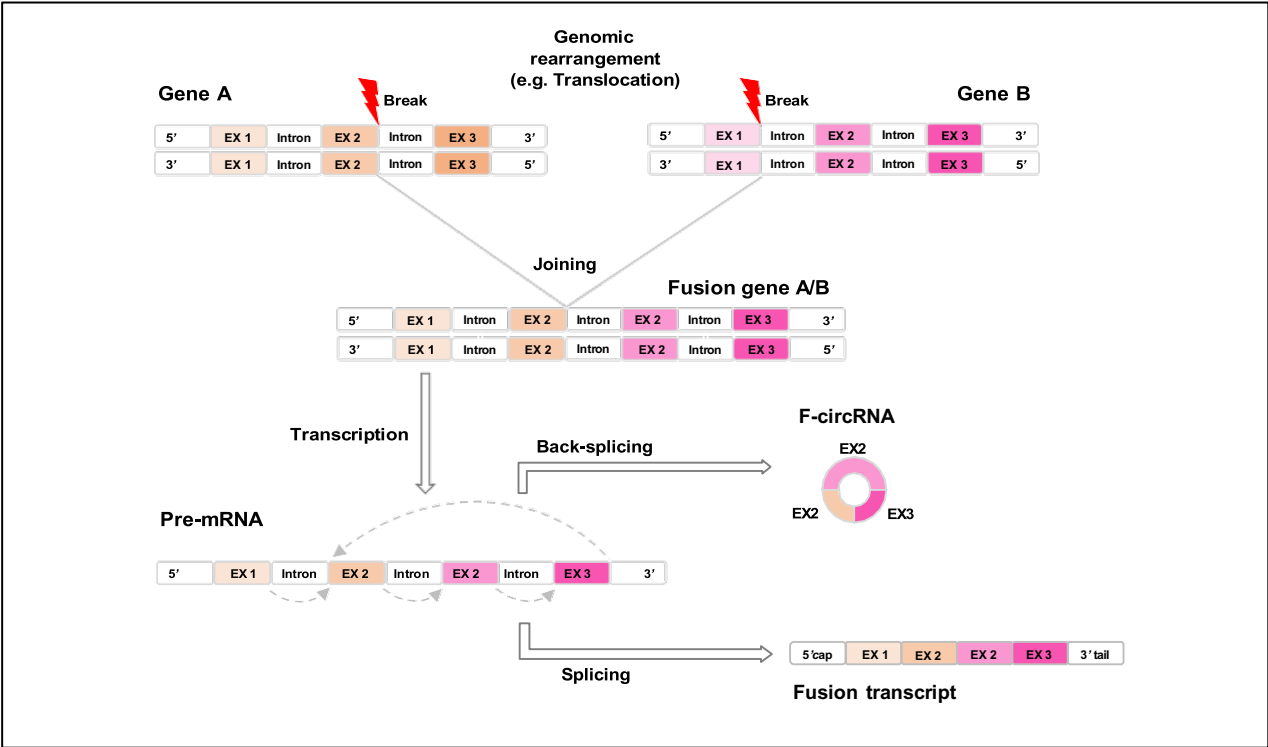 Genomic
rearrangement
(e.g. Translocation)
Gene A
Break
Break
Gene B
5′ EX 1 Intron EX 2 Intron EX 3 3′
3′ EX 1 Intron EX 2 Intron EX 3 5′
5′ EX 1 Intron EX 2 Intron EX 3 3′
3′ EX 1 Intron EX 2 Intron EX 3 5′
Joining
Fusion gene A/B
5′ EX 1 Intron EX 2 Intron EX 2 Intron EX 3 3′
3′ EX 1 Intron EX 2 Intron EX 2 Intron EX 3 5′
Transcription
Back-splicing
F-circRNA
EX2
EX2
EX3
Pre-mRNA
5′ EX 1 Intron EX 2 Intron EX 2 Intron EX 3 3′
Splicing
5′cap EX 1 EX 2 EX 2 EX 3 3′ tail
Fusion transcript